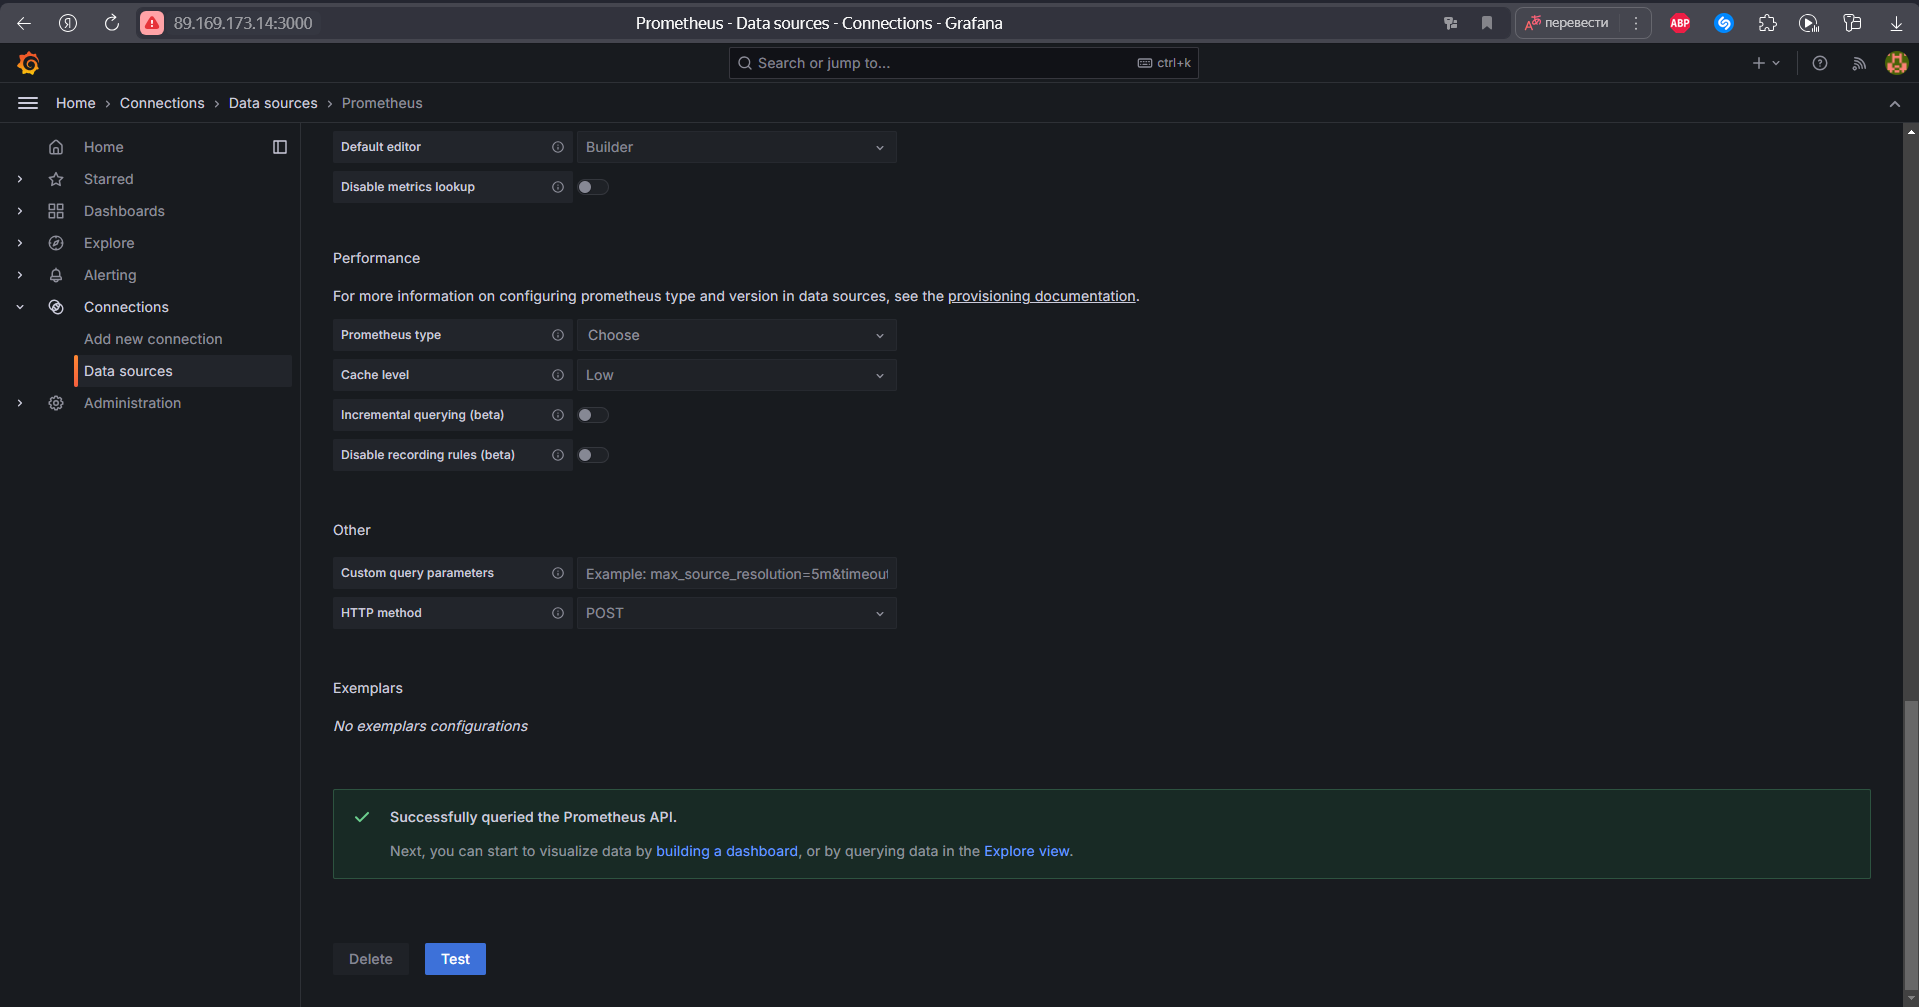 Я
89.169.173.14:3000
Prometheus - Data sources - Connections - Grafana
перевести
ABP
Search or jump to...
ctrl+k
Home › Connections › Data sources › Prometheus
Home
Starred
Dashboards
Explore
Alerting
Connections
Add new connection
Data sources
Administration
Default editor
Builder
Disable metrics lookup
Performance
For more information on configuring prometheus type and version in data sources, see the provisioning documentation.
Prometheus type
Choose
Cache level
Low
Incremental querying (beta)
Disable recording rules (beta)
Other
Custom query parameters
Example: max_source_resolution=5m&timeout
HTTP method
POST
Exemplars
No exemplars configurations
Successfully queried the Prometheus API.
Next, you can start to visualize data by building a dashboard, or by querying data in the Explore view.
Delete
Test